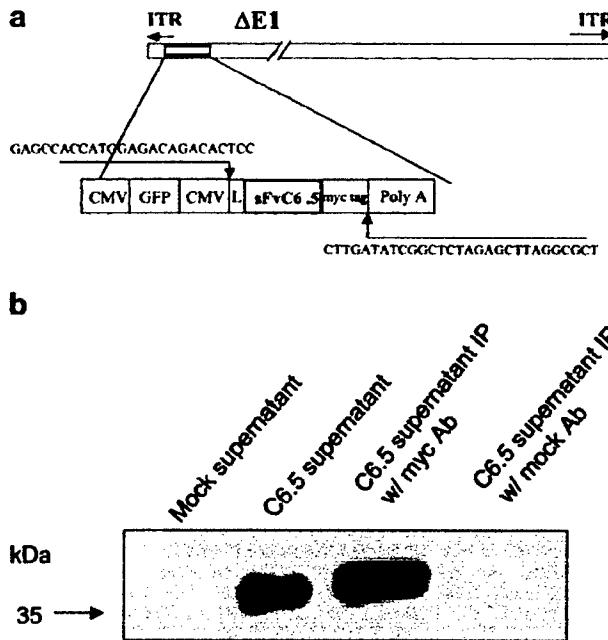 a
ITR
ΔE1
ITR
GAGCCACCATGGAGACAGACACTCC
CMV GFP CMV L sFvC6.5 myc tag Poly A
CTTGATATCGGCTCTAGAGCTTAGGCGCT
b
Mock supernatant
C6.5 supernatant
C6.5 supernatant IP
w/ myc Ab
C6.5 supernatant IP
w/ mock Ab
kDa
35